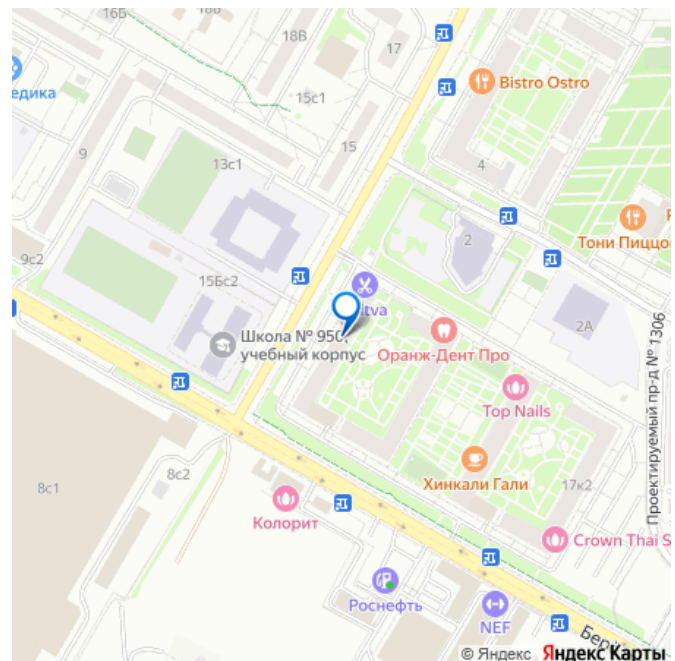 16Б
18В
17
Bistro Ostro
едика
15с1
9
15
13с1
4
2
Тони Пиццо
9с2
15Бс2
2А
Проектируемый пр-д № 1306
Школа № 950,
учебный корпус
Оранж-Дент Про
Top Nails
8с1
8с2
Хинкали Гали
17к2
Колорит
Crown Thai S
Роснефть
NEF
Бер
© Яндекс Яндекс Карты